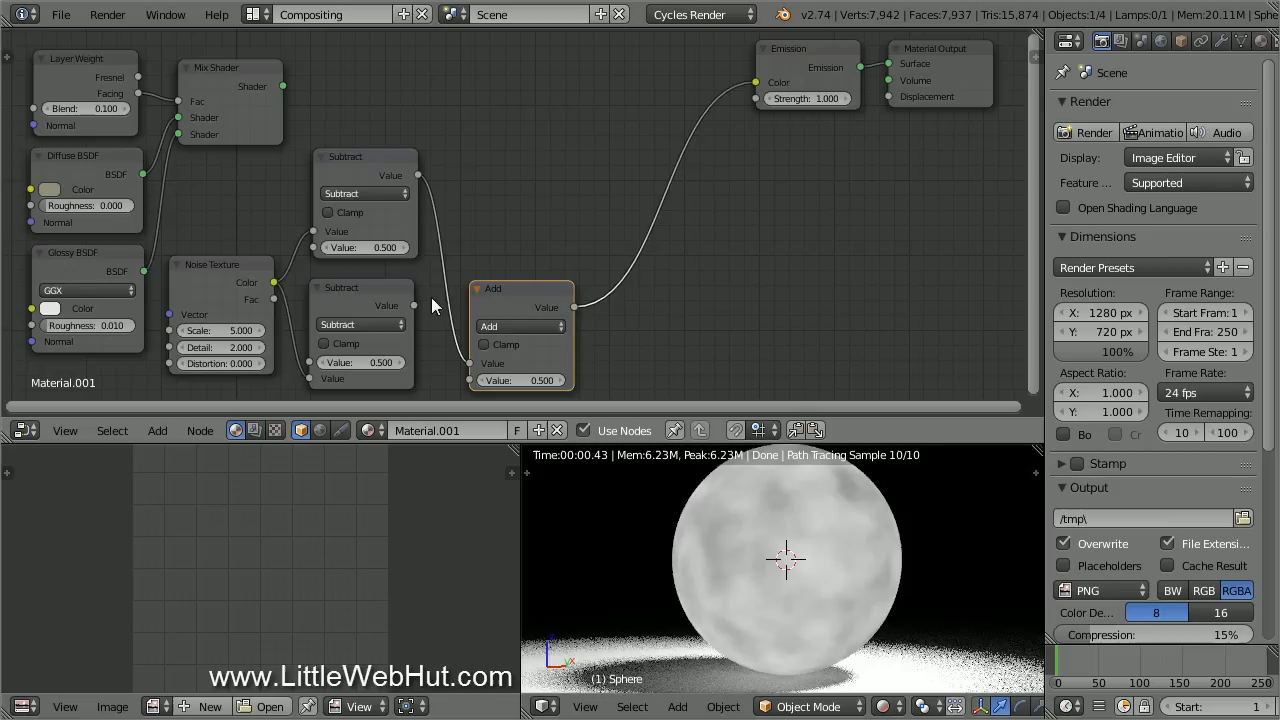 File Render Window Help Compositing Scene Cycles Render v2.74 | Verts:7,942 | Faces:7,937 | Tris:15,874 | Objects:1/4 | Lamps:0/1 | Mem:20.11M
Layer Weight
Fresnel
Facing
Blend: 0.100
Normal
Mix Shader
Shader
Fac
Shader
Shader
Diffuse BSDF
BSDF
Color
Roughness: 0.000
Normal
Glossy BSDF
BSDF
GGX
Color
Roughness: 0.010
Normal
Noise Texture
Color
Fac
Vector
Scale: 5.000
Detail: 2.000
Distortion: 0.000
Subtract
Value
Subtract
Clamp
Value
Value: 0.500
Subtract
Value
Subtract
Clamp
Value: 0.500
Value
Add
Value
Add
Clamp
Value
Value: 0.500
Emission
Emission
Color
Strength: 1.000
Material Output
Surface
Volume
Displacement
Material.001
View Select Add Node Material.001 F Use Nodes
Time:00:00.43 | Mem:6.23M, Peak:6.23M | Done | Path Tracing Sample 10/10
(1) Sphere
www.LittleWebHut.com
View Image New Open View
View Select Add Object Object Mode
Scene
Render
Render Animatio Audio
Display: Image Editor
Feature ... Supported
Open Shading Language
Dimensions
Render Presets
Resolution: Frame Range:
X: 1280 px Start Fram: 1
Y: 720 px End Fra: 250
100% Frame Ste: 1
Aspect Ratio: Frame Rate:
X: 1.000 24 fps
Y: 1.000 Time Remapping:
Bo Cr 10 100
Stamp
Output
/tmp\
Overwrite File Extensi...
Placeholders Cache Result
PNG BW RGB RGBA
Color De... 8 16
Compression: 15%
0 50 100 150 200 250
Start: 1